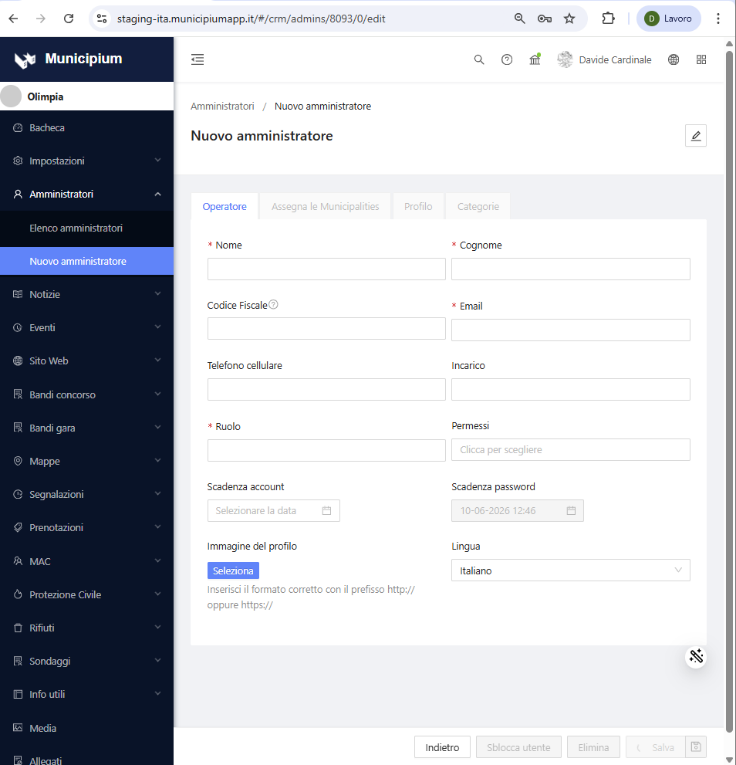 staging-ita.municipiumapp.it/#/crm/admins/8093/0/edit
D Lavoro
Municipium
Olimpia
Bacheca
Impostazioni
Amministratori
Elenco amministratori
Nuovo amministratore
Notizie
Eventi
Sito Web
Bandi concorso
Bandi gara
Mappe
Segnalazioni
Prenotazioni
MAC
Protezione Civile
Rifiuti
Sondaggi
Info utili
Media
Allegati
Davide Cardinale
Amministratori / Nuovo amministratore
Nuovo amministratore
Operatore Assegna le Municipalities Profilo Categorie
* Nome
* Cognome
Codice Fiscale
* Email
Telefono cellulare
Incarico
* Ruolo
Permessi
Clicca per scegliere
Scadenza account
Scadenza password
Selezionare la data
10-06-2026 12:46
Immagine del profilo
Lingua
Seleziona
Italiano
Inserisci il formato corretto con il prefisso http://
oppure https://
Indietro Sblocca utente Elimina Salva